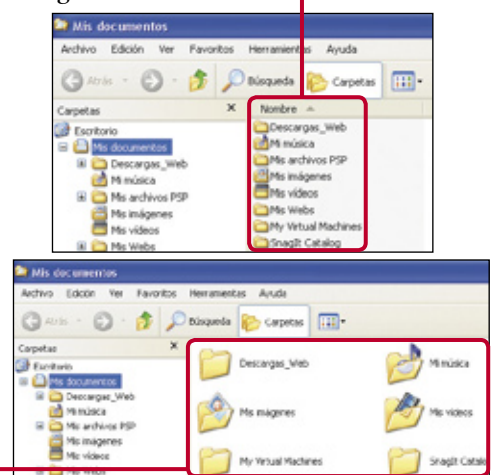 Mis documentos
Archivo Edición Ver Favoritos Herramientas Ayuda
Atrás Búsqueda Carpetas
Carpetas × Nombre
Escritorio
Mis documentos
Descargas_Web
Mi música
Mis archivos PSP
Mis imágenes
Mis vídeos
Mis Webs
Descargas_Web
Mi música
Mis archivos PSP
Mis imágenes
Mis vídeos
Mis Webs
My Virtual Machines
SnagIt Catalog
Mis documentos
Archivo Edición Ver Favoritos Herramientas Ayuda
Atrás Búsqueda Carpetas
Carpetas ×
Escritorio
Mis documentos
Descargas_Web
Mi música
Mis archivos PSP
Mis imágenes
Mis vídeos
Mis Webs
Descargas_Web Mi música
Mis imágenes Mis vídeos
My Virtual Machines SnagIt Catalo